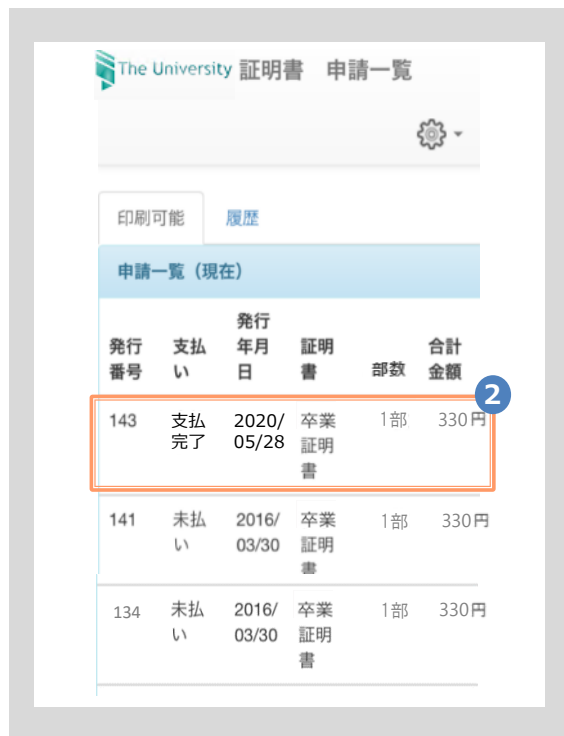 The University 証明書 申請一覧
印刷可能 履歴
申請一覧（現在）
発行番号 支払い 発行年月日 証明書 部数 合計金額
2
143 支払完了 2020/05/28 卒業証明書 1部 330円
141 未払い 2016/03/30 卒業証明書 1部 330円
134 未払い 2016/03/30 卒業証明書 1部 330円